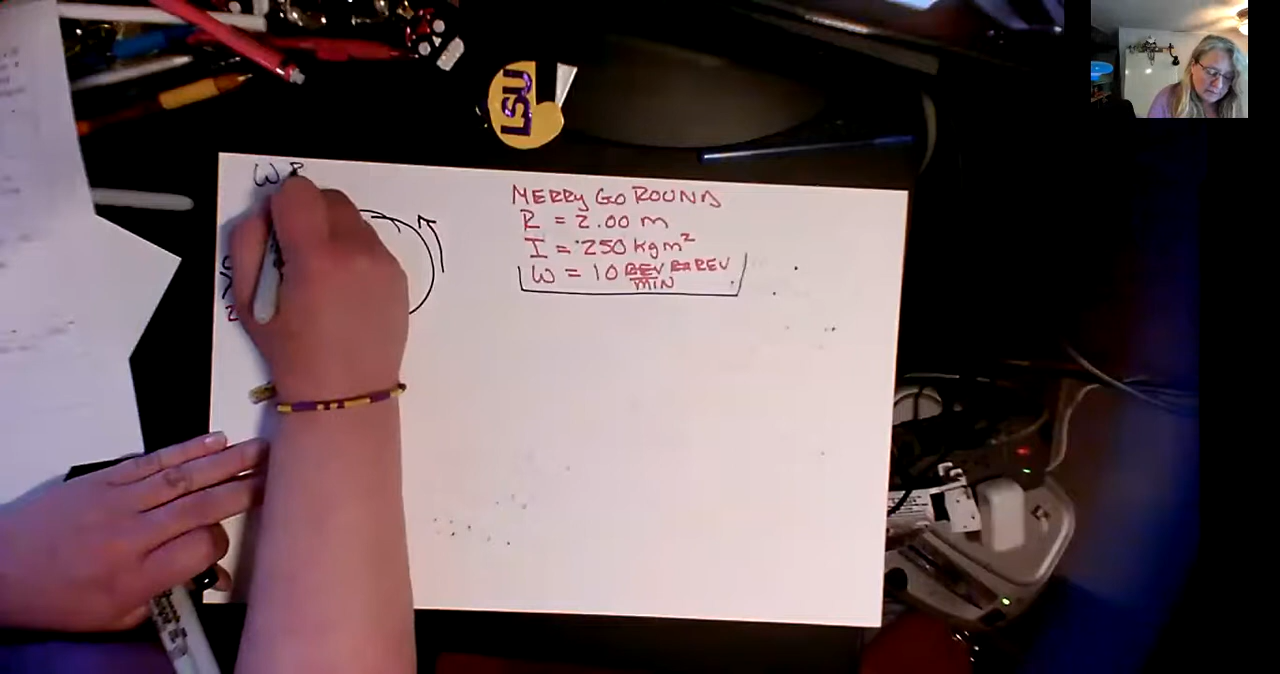 LSU
MERRY GO ROUND
R = 2.00 m
I = 250 kg m²
W = 10 REV
MIN
W